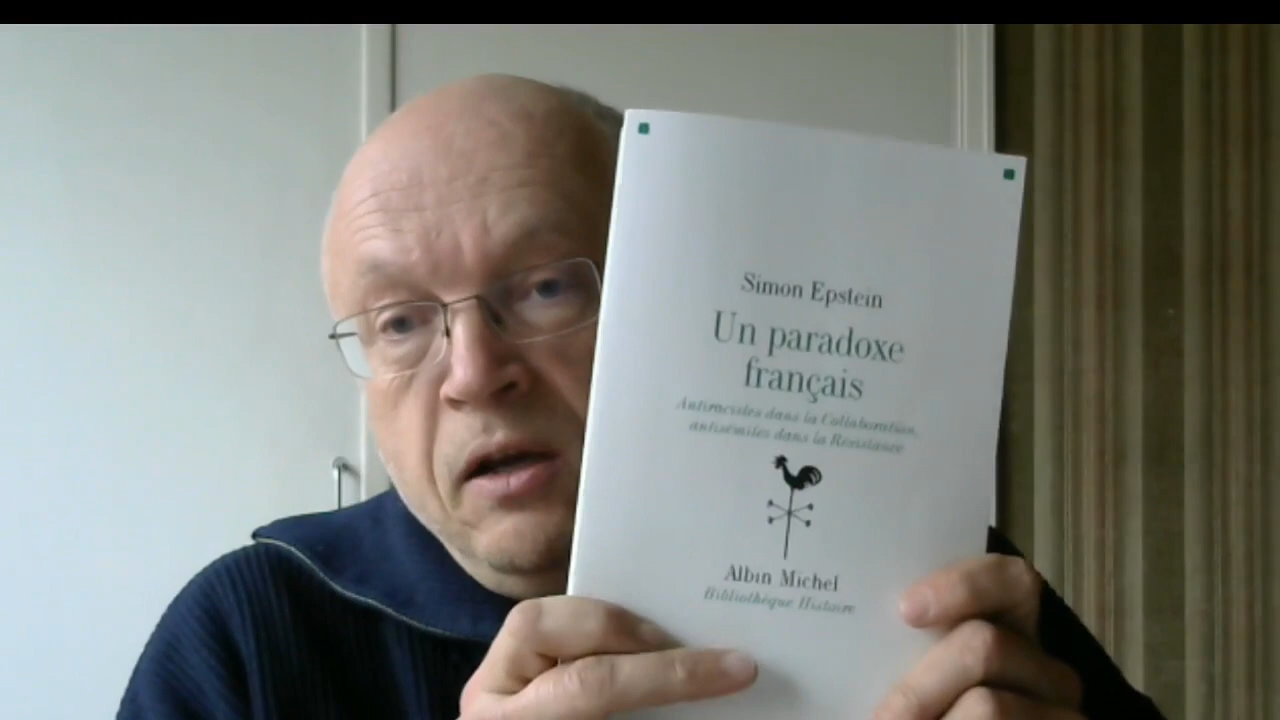 Simon Epstein
Un paradoxe
français
Antiracistes dans la Collaboration,
antisémites dans la Résistance
Albin Michel
Bibliothèque Histoire